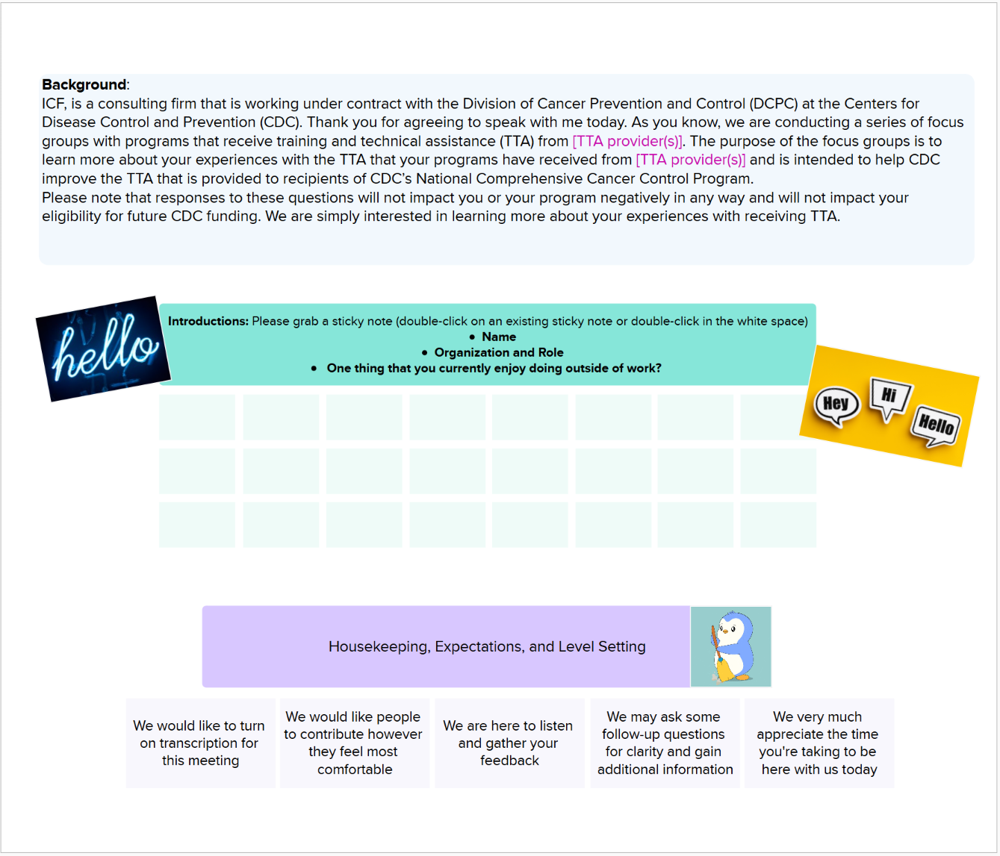 Background:
ICF, is a consulting firm that is working under contract with the Division of Cancer Prevention and Control (DCPC) at the Centers for
Disease Control and Prevention (CDC). Thank you for agreeing to speak with me today. As you know, we are conducting a series of focus
groups with programs that receive training and technical assistance (TTA) from [TTA provider(s)]. The purpose of the focus groups is to
learn more about your experiences with the TTA that your programs have received from [TTA provider(s)] and is intended to help CDC
improve the TTA that is provided to recipients of CDC’s National Comprehensive Cancer Control Program.
Please note that responses to these questions will not impact you or your program negatively in any way and will not impact your
eligibility for future CDC funding. We are simply interested in learning more about your experiences with receiving TTA.
hello
Introductions: Please grab a sticky note (double-click on an existing sticky note or double-click in the white space)
• Name
• Organization and Role
• One thing that you currently enjoy doing outside of work?
Hey
Hi
Hello
Housekeeping, Expectations, and Level Setting
We would like to turn
on transcription for
this meeting
We would like people
to contribute however
they feel most
comfortable
We are here to listen
and gather your
feedback
We may ask some
follow-up questions
for clarity and gain
additional information
We very much
appreciate the time
you're taking to be
here with us today